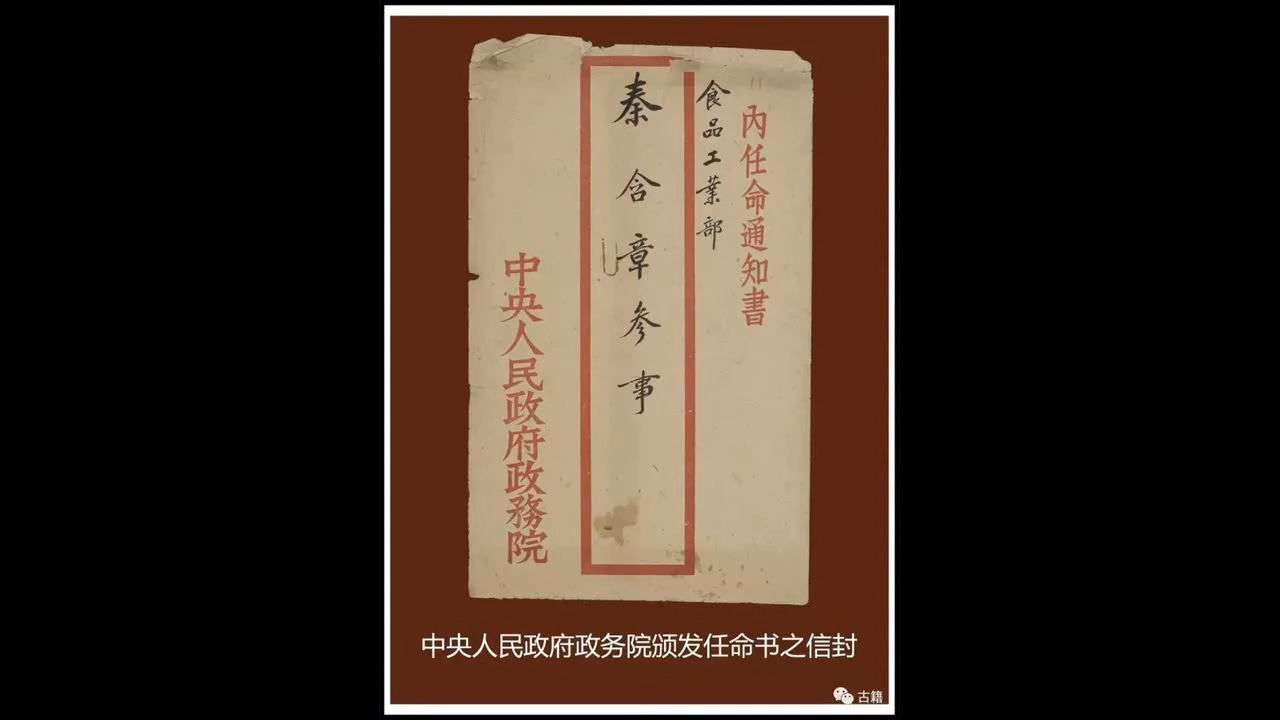 內任命通知書
食品工業部
秦含章参事
中央人民政府政務院
中央人民政府政务院颁发任命书之信封
古籍